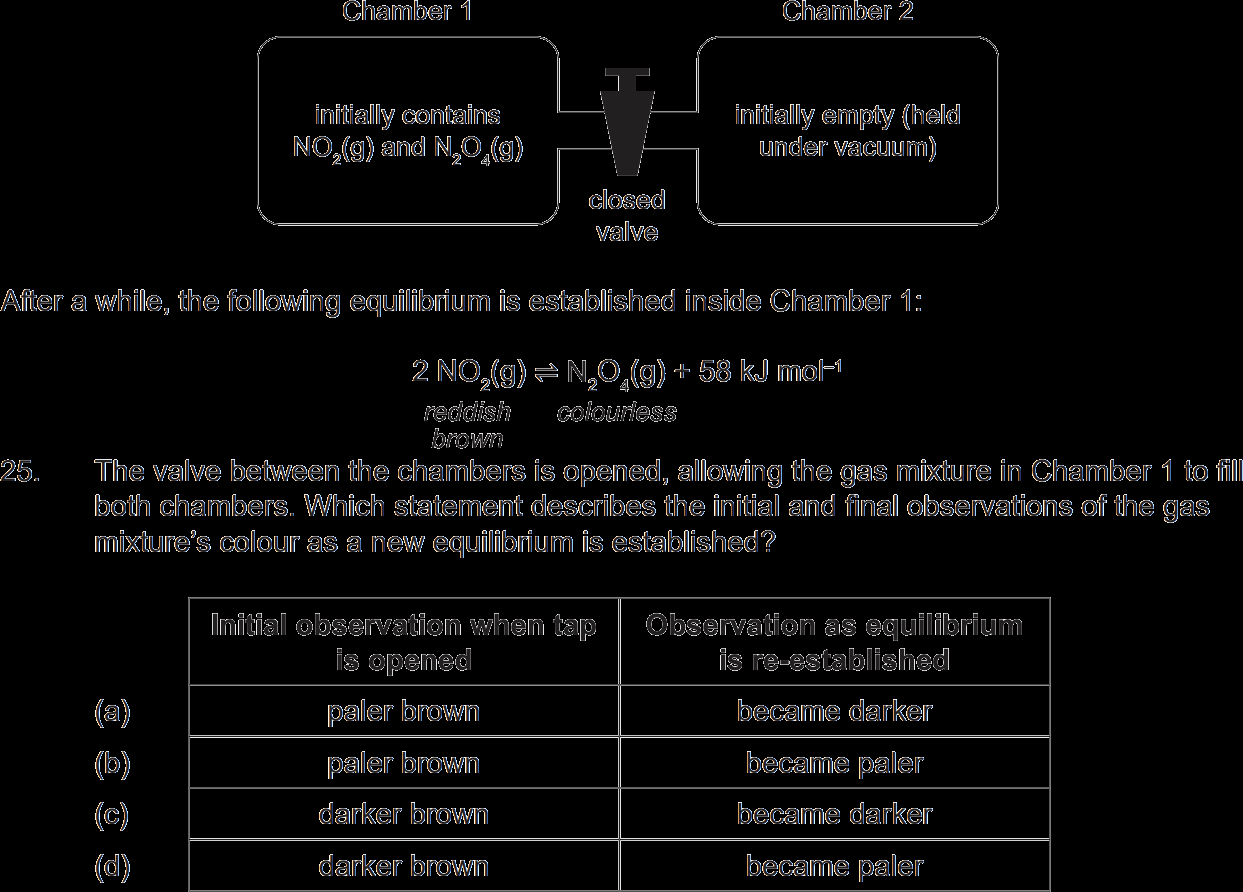 Chamber 1
Chamber 2
initially contains
NO₂(g) and N₂O₄(g)
initially empty (held
under vacuum)
closed
valve
After a while, the following equilibrium is established inside Chamber 1:
2 NO₂(g) ⇌ N₂O₄(g) + 58 kJ mol⁻¹
reddish colourless
brown
25. The valve between the chambers is opened, allowing the gas mixture in Chamber 1 to fill
both chambers. Which statement describes the initial and final observations of the gas
mixture’s colour as a new equilibrium is established?
Initial observation when tap
is opened
Observation as equilibrium
is re-established
(a) paler brown became darker
(b) paler brown became paler
(c) darker brown became darker
(d) darker brown became paler